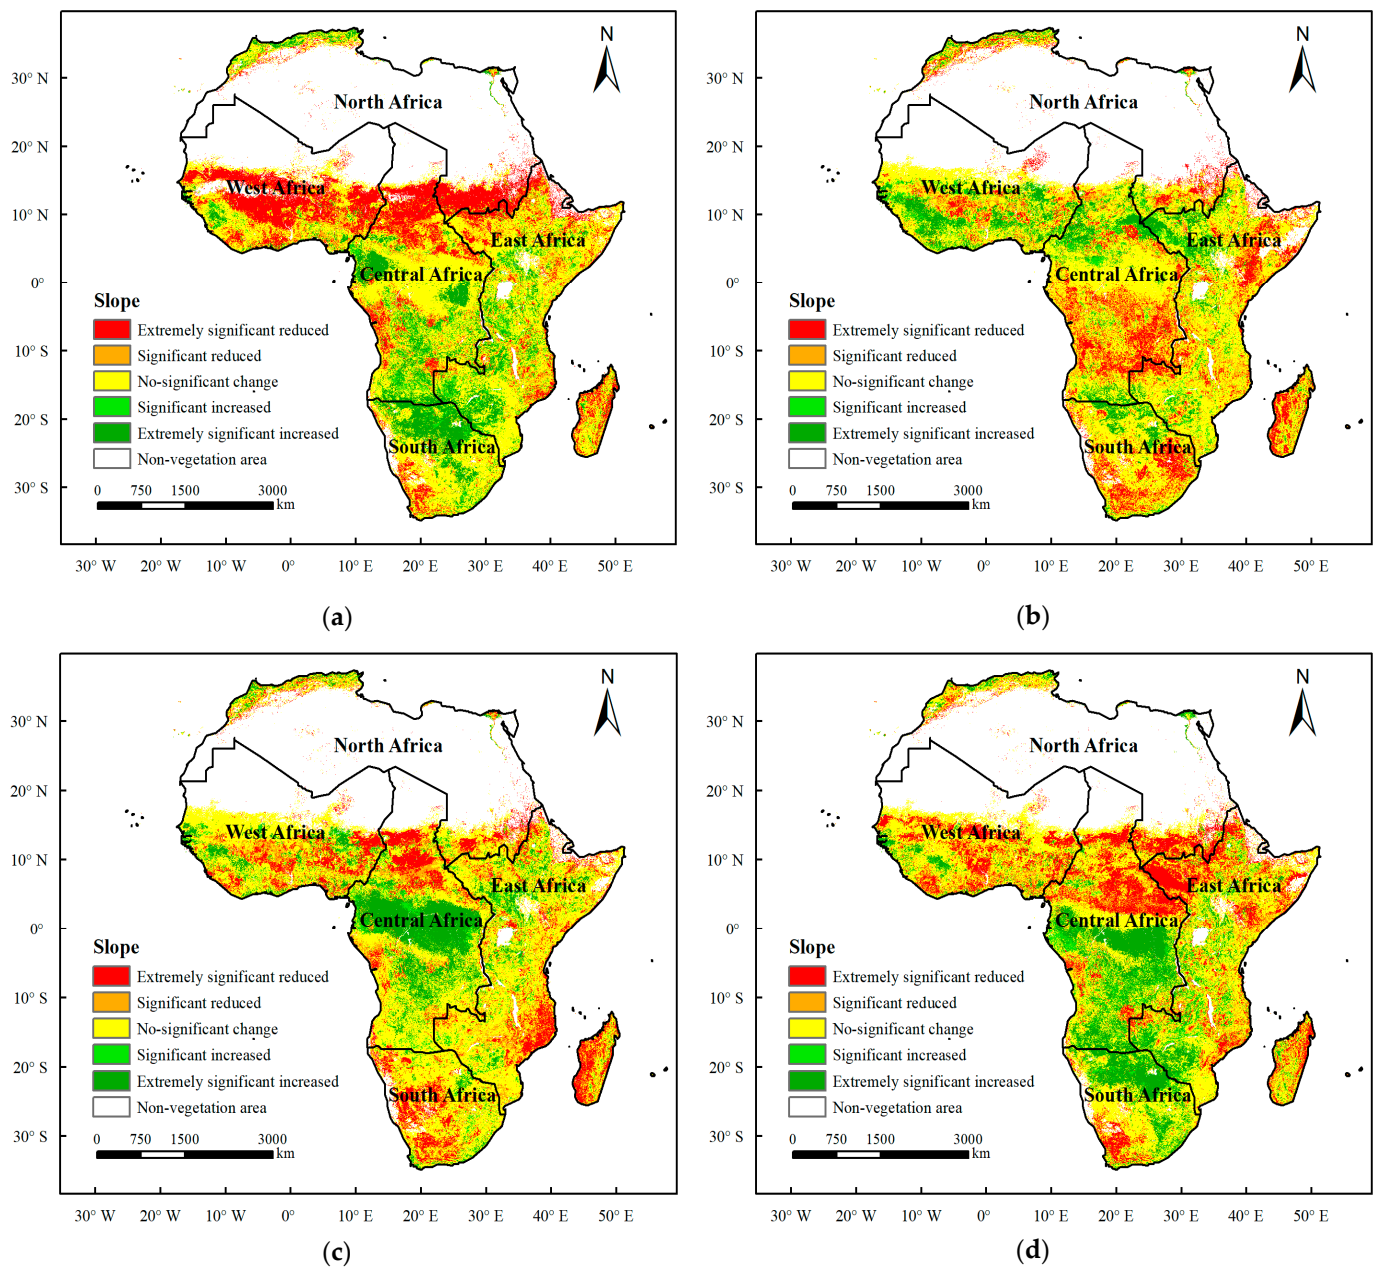 N
30° N
20° N
10° N
0°
10° S
20° S
30° S
North Africa
West Africa
East Africa
Central Africa
South Africa
Slope
Extremely significant reduced
Significant reduced
No-significant change
Significant increased
Extremely significant increased
Non-vegetation area
0 750 1500 3000
km
30° W 20° W 10° W 0° 10° E 20° E 30° E 40° E 50° E
(a)
N
30° N
20° N
10° N
0°
10° S
20° S
30° S
North Africa
West Africa
East Africa
Central Africa
South Africa
Slope
Extremely significant reduced
Significant reduced
No-significant change
Significant increased
Extremely significant increased
Non-vegetation area
0 750 1500 3000
km
30° W 20° W 10° W 0° 10° E 20° E 30° E 40° E 50° E
(b)
N
30° N
20° N
10° N
0°
10° S
20° S
30° S
North Africa
West Africa
East Africa
Central Africa
South Africa
Slope
Extremely significant reduced
Significant reduced
No-significant change
Significant increased
Extremely significant increased
Non-vegetation area
0 750 1500 3000
km
30° W 20° W 10° W 0° 10° E 20° E 30° E 40° E 50° E
(c)
N
30° N
20° N
10° N
0°
10° S
20° S
30° S
North Africa
West Africa
East Africa
Central Africa
South Africa
Slope
Extremely significant reduced
Significant reduced
No-significant change
Significant increased
Extremely significant increased
Non-vegetation area
0 750 1500 3000
km
30° W 20° W 10° W 0° 10° E 20° E 30° E 40° E 50° E
(d)